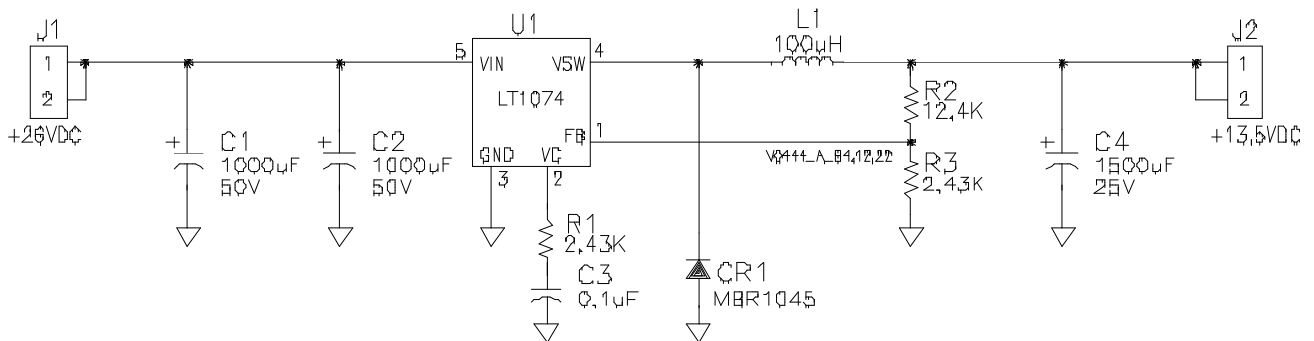 J1
1
2
+26VDC
C1
1000uF
50V
C2
1000uF
50V
U1
5
4
VIN
VSW
LT1074
FB
1
GND
VC
3
2
R1
2.43K
C3
0.1uF
CR1
MBR1045
L1
100uH
R2
12.4K
R3
2.43K
C4
1500uF
25V
J2
1
2
+13.5VDC